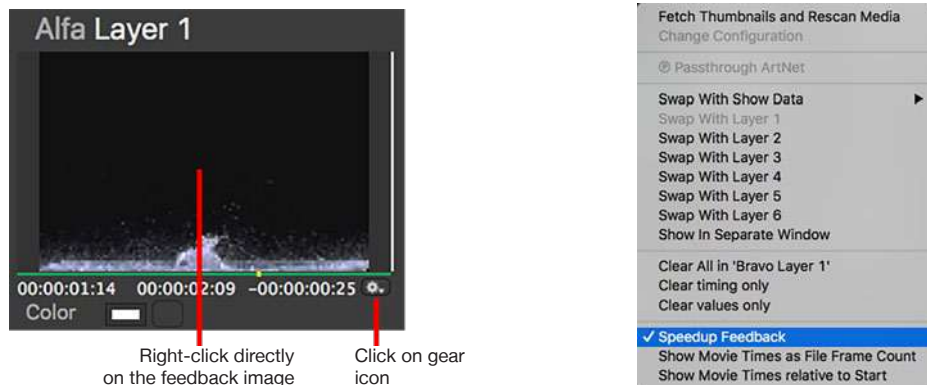 Alfa Layer 1
00:00:01:14 00:00:02:09 -00:00:00:25
Color
Right-click directly
on the feedback image
Click on gear
icon
Fetch Thumbnails and Rescan Media
Change Configuration
℗ Passthrough ArtNet
Swap With Show Data
Swap With Layer 1
Swap With Layer 2
Swap With Layer 3
Swap With Layer 4
Swap With Layer 5
Swap With Layer 6
Show In Separate Window
Clear All in 'Bravo Layer 1'
Clear timing only
Clear values only
✓ Speedup Feedback
Show Movie Times as File Frame Count
Show Movie Times relative to Start